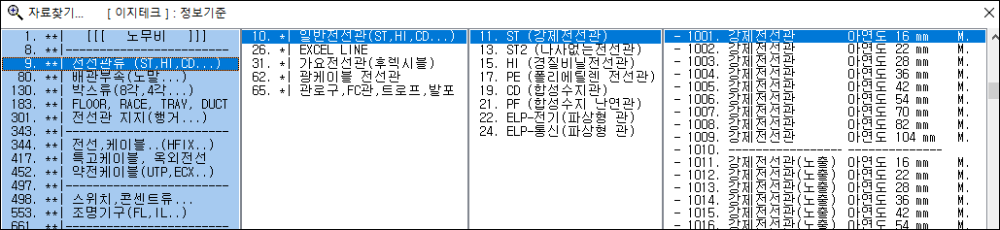 자료찾기... [ 이지테크 ] : 정보기준
1. **| [[[ 노무비 ]]]
8. **|--------------------
9. **| 전선관류 (ST,HI,CD...)
80. **| 배관부속(노말...)
130. **| 박스류(8각,4각...)
183. **| FLOOR, RACE, TRAY, DUCT
301. **| 전선관 지지(행거...)
343. **|--------------------
344. **| 전선,케이블..(HFIX..)
417. **| 특고케이블, 옥외전선
452. **| 약전케이블(UTP,ECX..)
497. **|--------------------
498. **| 스위치,콘센트류...
553. **| 조명기구(FL,IL..)
661. **|--------------------
10. *| 일반전선관(ST,HI,CD...)
26. *| EXCEL LINE
31. *| 가요전선관(후렉시블)
62. *| 광케이블 전선관
65. *| 관로구,FC관,트로프,발포
11. ST (강제전선관)
13. ST2 (나사없는전선관)
15. HI (경질비닐전선관)
17. PE (폴리에틸렌 전선관)
19. CD (합성수지관)
21. PF (합성수지 난연관)
22. ELP-전기(파상형 관)
24. ELP-통신(파상형 관)
- 1001. 강제전선관 아연도 16 mm M.
- 1002. 강제전선관 아연도 22 mm M.
- 1003. 강제전선관 아연도 28 mm M.
- 1004. 강제전선관 아연도 36 mm M.
- 1005. 강제전선관 아연도 42 mm M.
- 1006. 강제전선관 아연도 54 mm M.
- 1007. 강제전선관 아연도 70 mm M.
- 1008. 강제전선관 아연도 82 mm M.
- 1009. 강제전선관 아연도 104 mm M.
- 1010. -------------- --------------
- 1011. 강제전선관(노출) 아연도 16 mm M.
- 1012. 강제전선관(노출) 아연도 22 mm M.
- 1013. 강제전선관(노출) 아연도 28 mm M.
- 1014. 강제전선관(노출) 아연도 36 mm M.
- 1015. 강제전선관(노출) 아연도 42 mm M.
- 1016. 강제전선관(노출) 아연도 54 mm M.